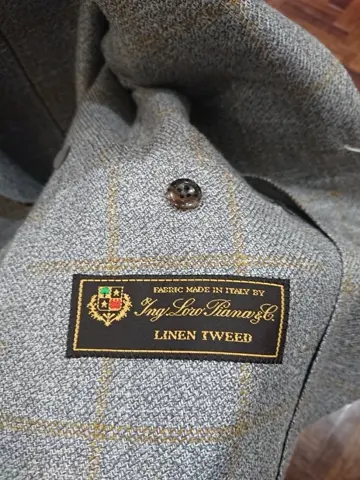 FABRIC MADE IN ITALY BY
Ing. Loro Piana & C.
LINEN TWEED